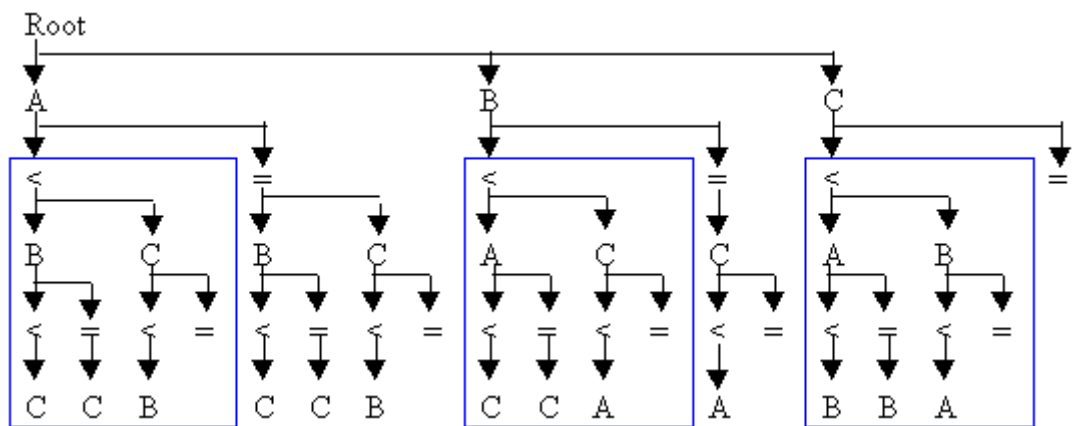 Root
A B C
< = < = < =
B C B C A C C A B
< = < = < = < = < = < = < = < = < =
C C B C C B C C A A B B A